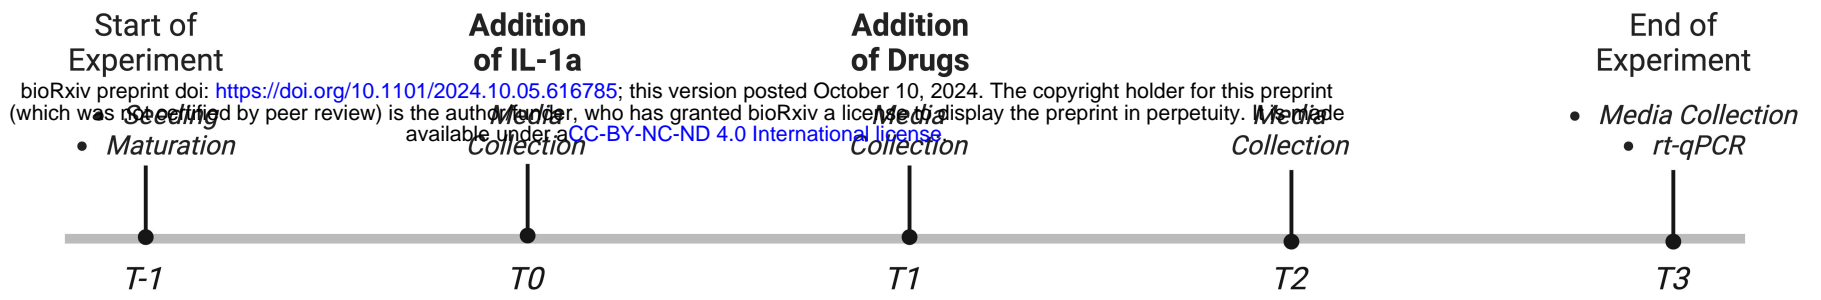 Start of
Experiment
Addition
of IL-1a
Addition
of Drugs
End of
Experiment
bioRxiv preprint doi: https://doi.org/10.1101/2024.10.05.616785; this version posted October 10, 2024. The copyright holder for this preprint
(which was not certified by peer review) is the author/funder, who has granted bioRxiv a license to display the preprint in perpetuity. It is made
available under aCC-BY-NC-ND 4.0 International license.
• Seeding
• Maturation
Media
Collection
Media
Collection
Media
Collection
• Media Collection
• rt-qPCR
T-1
T0
T1
T2
T3